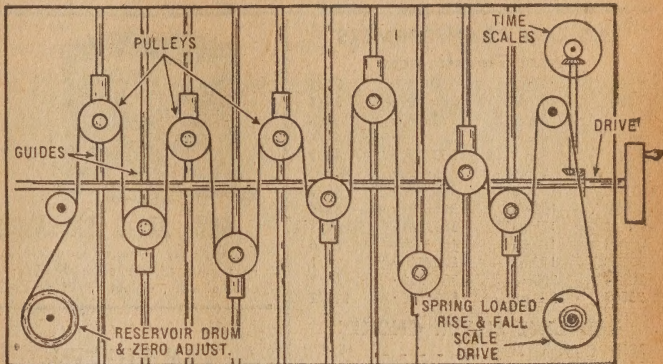 PULLEYS
TIME
SCALES
GUIDES
DRIVE
RESERVOIR DRUM
& ZERO ADJUST.
SPRING LOADED
RISE & FALL
SCALE
DRIVE